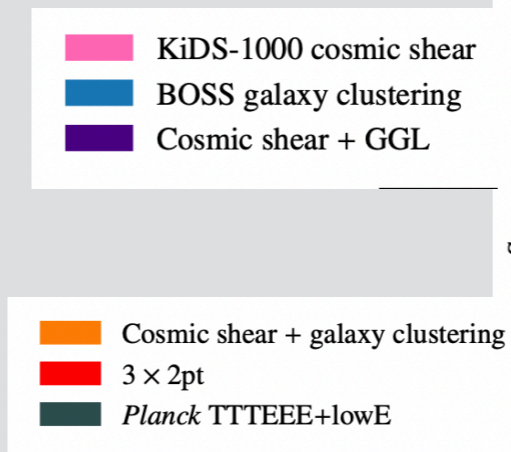 KiDS-1000 cosmic shear
BOSS galaxy clustering
Cosmic shear + GGL
Cosmic shear + galaxy clustering
3 × 2pt
Planck TTTEEE+lowE